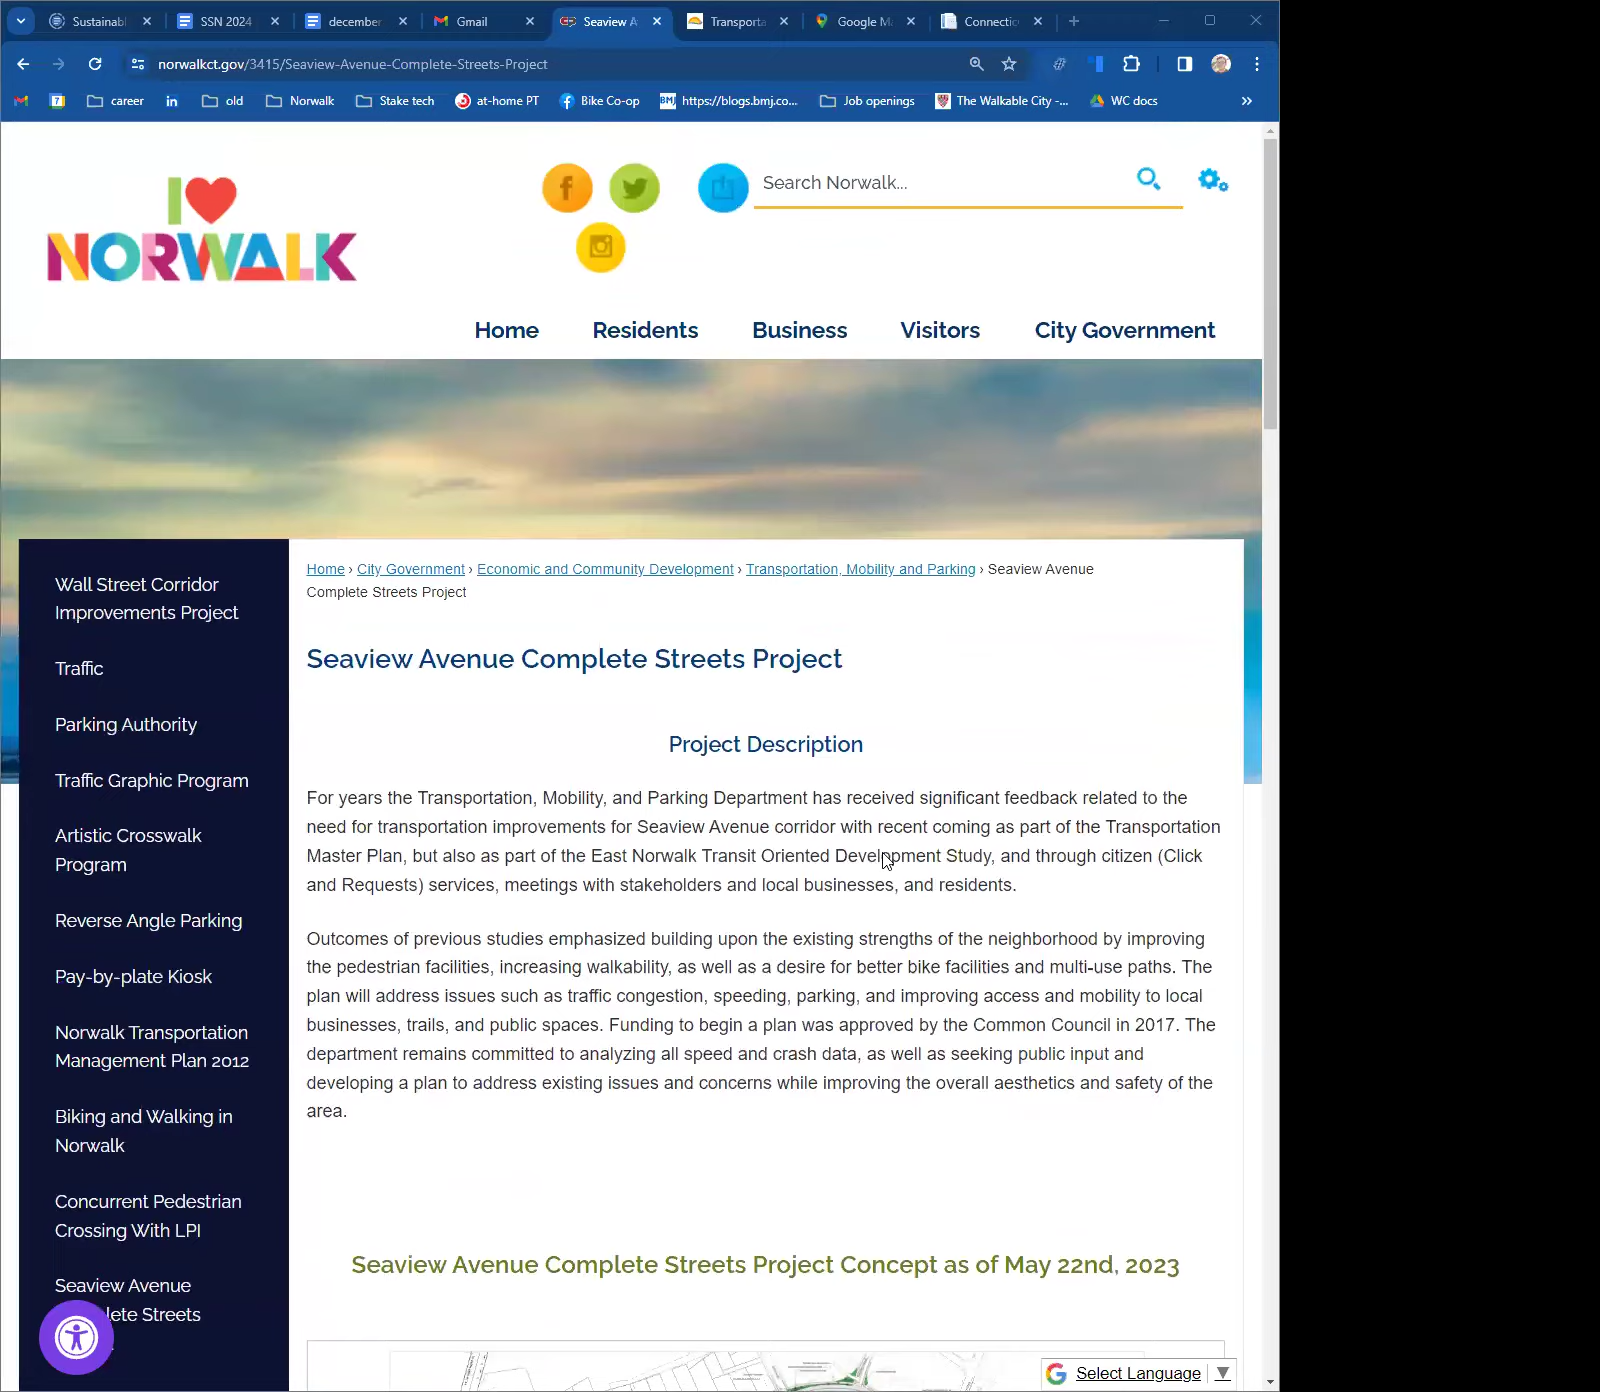 Sustainab
SSN 2024
december
Gmail
Seaview A
Transporta
Google M
Connectic
norwalkct.gov/3415/Seaview-Avenue-Complete-Streets-Project
career
old
Norwalk
Stake tech
at-home PT
Bike Co-op
https://blogs.bmj.co...
Job openings
The Walkable City -...
WC docs
I
NORWALK
Search Norwalk...
Home
Residents
Business
Visitors
City Government
Wall Street Corridor
Improvements Project
Traffic
Parking Authority
Traffic Graphic Program
Artistic Crosswalk
Program
Reverse Angle Parking
Pay-by-plate Kiosk
Norwalk Transportation
Management Plan 2012
Biking and Walking in
Norwalk
Concurrent Pedestrian
Crossing With LPI
Seaview Avenue
lete Streets
Home › City Government › Economic and Community Development › Transportation, Mobility and Parking › Seaview Avenue
Complete Streets Project
Seaview Avenue Complete Streets Project
Project Description
For years the Transportation, Mobility, and Parking Department has received significant feedback related to the
need for transportation improvements for Seaview Avenue corridor with recent coming as part of the Transportation
Master Plan, but also as part of the East Norwalk Transit Oriented Development Study, and through citizen (Click
and Requests) services, meetings with stakeholders and local businesses, and residents.
Outcomes of previous studies emphasized building upon the existing strengths of the neighborhood by improving
the pedestrian facilities, increasing walkability, as well as a desire for better bike facilities and multi-use paths. The
plan will address issues such as traffic congestion, speeding, parking, and improving access and mobility to local
businesses, trails, and public spaces. Funding to begin a plan was approved by the Common Council in 2017. The
department remains committed to analyzing all speed and crash data, as well as seeking public input and
developing a plan to address existing issues and concerns while improving the overall aesthetics and safety of the
area.
Seaview Avenue Complete Streets Project Concept as of May 22nd, 2023
Select Language